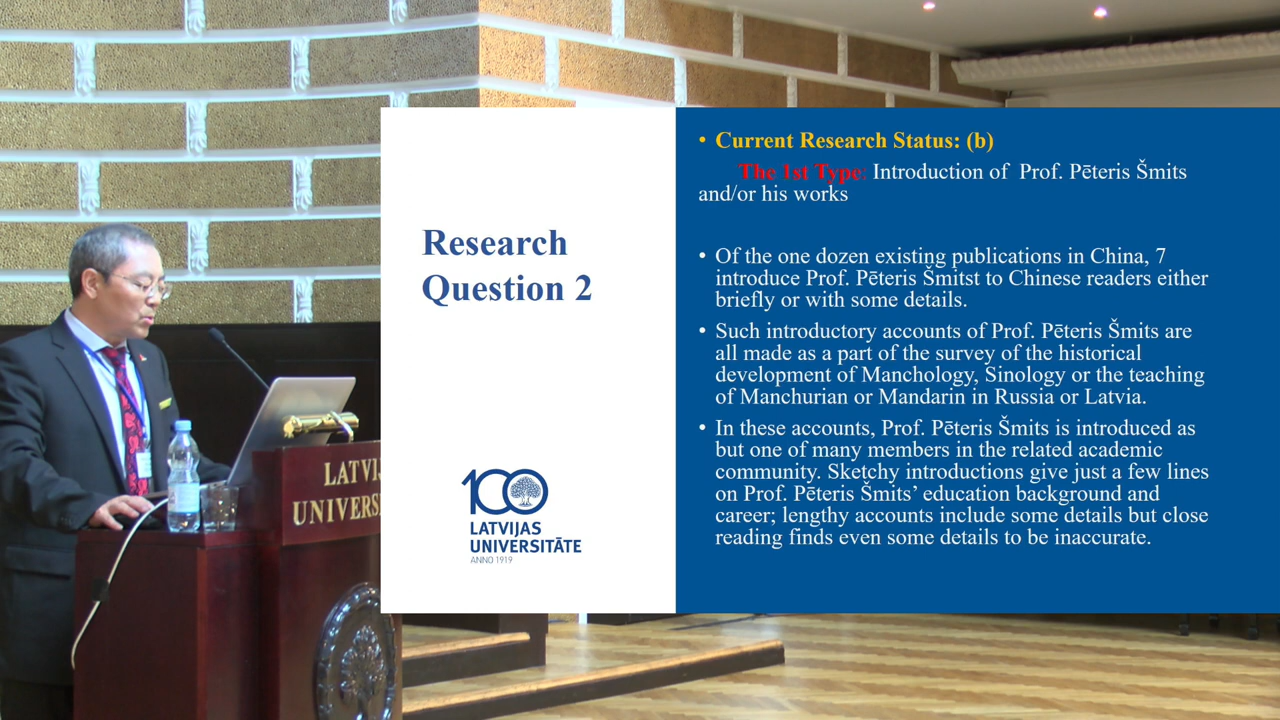 Research
Question 2
100
LATVIJAS
UNIVERSITĀTE
ANNO 1919
• Current Research Status: (b)
The 1st Type: Introduction of Prof. Pēteris Šmits
and/or his works
• Of the one dozen existing publications in China, 7
introduce Prof. Pēteris Šmitst to Chinese readers either
briefly or with some details.
• Such introductory accounts of Prof. Pēteris Šmits are
all made as a part of the survey of the historical
development of Manchology, Sinology or the teaching
of Manchurian or Mandarin in Russia or Latvia.
• In these accounts, Prof. Pēteris Šmits is introduced as
but one of many members in the related academic
community. Sketchy introductions give just a few lines
on Prof. Pēteris Šmits’ education background and
career; lengthy accounts include some details but close
reading finds even some details to be inaccurate.
LATVIJ
UNIVERS